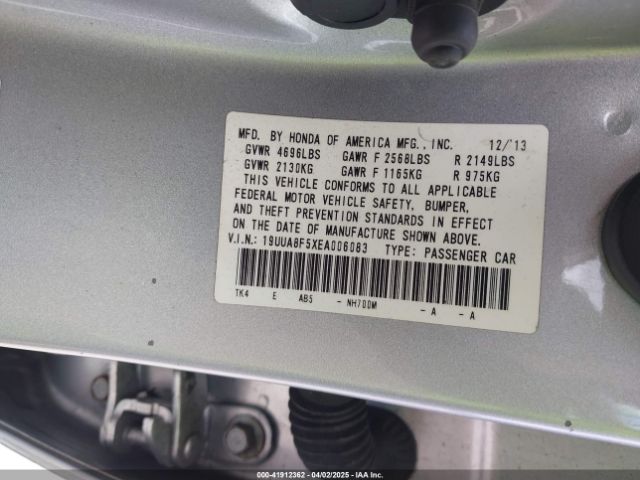 MFD. BY HONDA OF AMERICA MFG., INC. 12/'13
GVWR 4696LBS GAWR F 2568LBS R 2149LBS
GVWR 2130KG GAWR F 1165KG R 975KG
THIS VEHICLE CONFORMS TO ALL APPLICABLE
FEDERAL MOTOR VEHICLE SAFETY, BUMPER,
AND THEFT PREVENTION STANDARDS IN EFFECT
ON THE DATE OF MANUFACTURE SHOWN ABOVE.
V.I.N.: 19UUA8F5XEA006083 TYPE: PASSENGER CAR
TK4 E AB5 - NH700M - A - A
000-41912362 - 04/02/2025 - IAAI.com